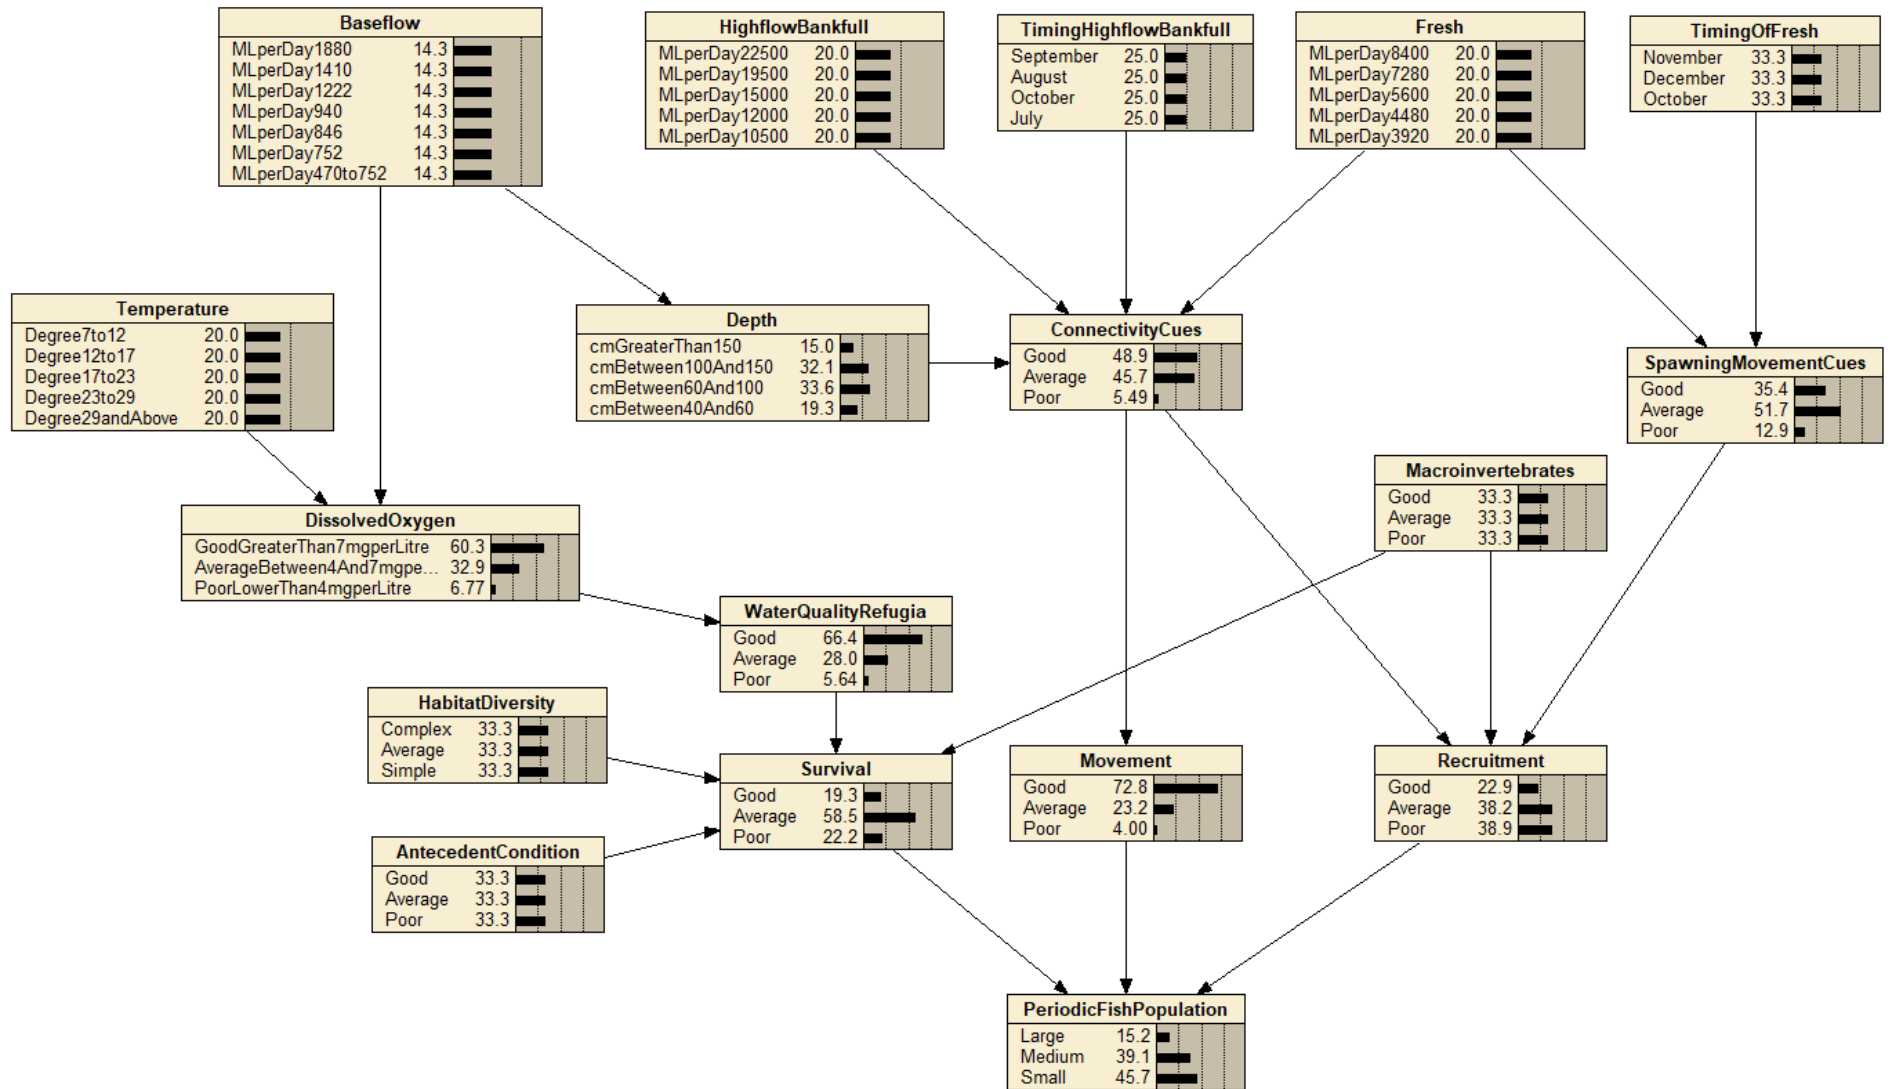 Baseflow
MLperDay1880 14.3
MLperDay1410 14.3
MLperDay1222 14.3
MLperDay940 14.3
MLperDay846 14.3
MLperDay752 14.3
MLperDay470to752 14.3
HighflowBankfull
MLperDay22500 20.0
MLperDay19500 20.0
MLperDay15000 20.0
MLperDay12000 20.0
MLperDay10500 20.0
TimingHighflowBankfull
September 25.0
August 25.0
October 25.0
July 25.0
Fresh
MLperDay8400 20.0
MLperDay7280 20.0
MLperDay5600 20.0
MLperDay4480 20.0
MLperDay3920 20.0
TimingOfFresh
November 33.3
December 33.3
October 33.3
Temperature
Degree7to12 20.0
Degree12to17 20.0
Degree17to23 20.0
Degree23to29 20.0
Degree29andAbove 20.0
Depth
cmGreaterThan150 15.0
cmBetween100And150 32.1
cmBetween60And100 33.6
cmBetween40And60 19.3
ConnectivityCues
Good 48.9
Average 45.7
Poor 5.49
SpawningMovementCues
Good 35.4
Average 51.7
Poor 12.9
Macroinvertebrates
Good 33.3
Average 33.3
Poor 33.3
DissolvedOxygen
GoodGreaterThan7mgperLitre 60.3
AverageBetween4And7mgpe... 32.9
PoorLowerThan4mgperLitre 6.77
WaterQualityRefugia
Good 66.4
Average 28.0
Poor 5.64
HabitatDiversity
Complex 33.3
Average 33.3
Simple 33.3
Survival
Good 19.3
Average 58.5
Poor 22.2
Movement
Good 72.8
Average 23.2
Poor 4.00
Recruitment
Good 22.9
Average 38.2
Poor 38.9
AntecedentCondition
Good 33.3
Average 33.3
Poor 33.3
PeriodicFishPopulation
Large 15.2
Medium 39.1
Small 45.7